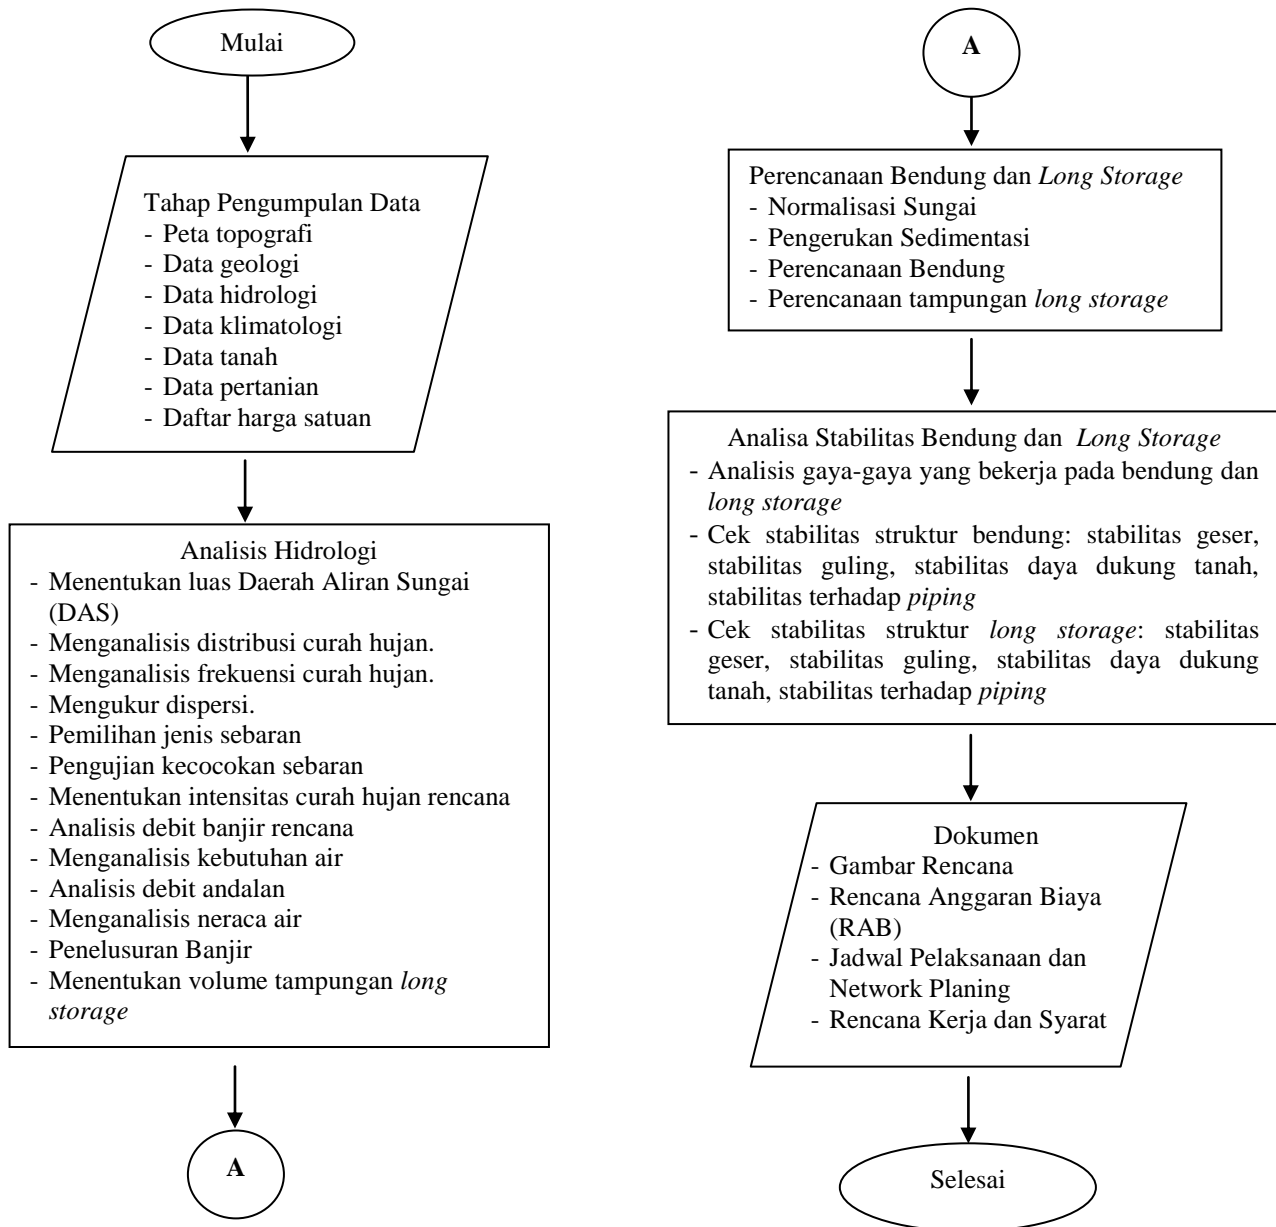 Mulai
Tahap Pengumpulan Data
- Peta topografi
- Data geologi
- Data hidrologi
- Data klimatologi
- Data tanah
- Data pertanian
- Daftar harga satuan
Analisis Hidrologi
- Menentukan luas Daerah Aliran Sungai
(DAS)
- Menganalisis distribusi curah hujan.
- Menganalisis frekuensi curah hujan.
- Mengukur dispersi.
- Pemilihan jenis sebaran
- Pengujian kecocokan sebaran
- Menentukan intensitas curah hujan rencana
- Analisis debit banjir rencana
- Menganalisis kebutuhan air
- Analisis debit andalan
- Menganalisis neraca air
- Penelusuran Banjir
- Menentukan volume tampungan long
storage
A
A
Perencanaan Bendung dan Long Storage
- Normalisasi Sungai
- Pengerukan Sedimentasi
- Perencanaan Bendung
- Perencanaan tampungan long storage
Analisa Stabilitas Bendung dan Long Storage
- Analisis gaya-gaya yang bekerja pada bendung dan
long storage
- Cek stabilitas struktur bendung: stabilitas geser,
stabilitas guling, stabilitas daya dukung tanah,
stabilitas terhadap piping
- Cek stabilitas struktur long storage: stabilitas
geser, stabilitas guling, stabilitas daya dukung
tanah, stabilitas terhadap piping
Dokumen
- Gambar Rencana
- Rencana Anggaran Biaya
(RAB)
- Jadwal Pelaksanaan dan
Network Planing
- Rencana Kerja dan Syarat
Selesai